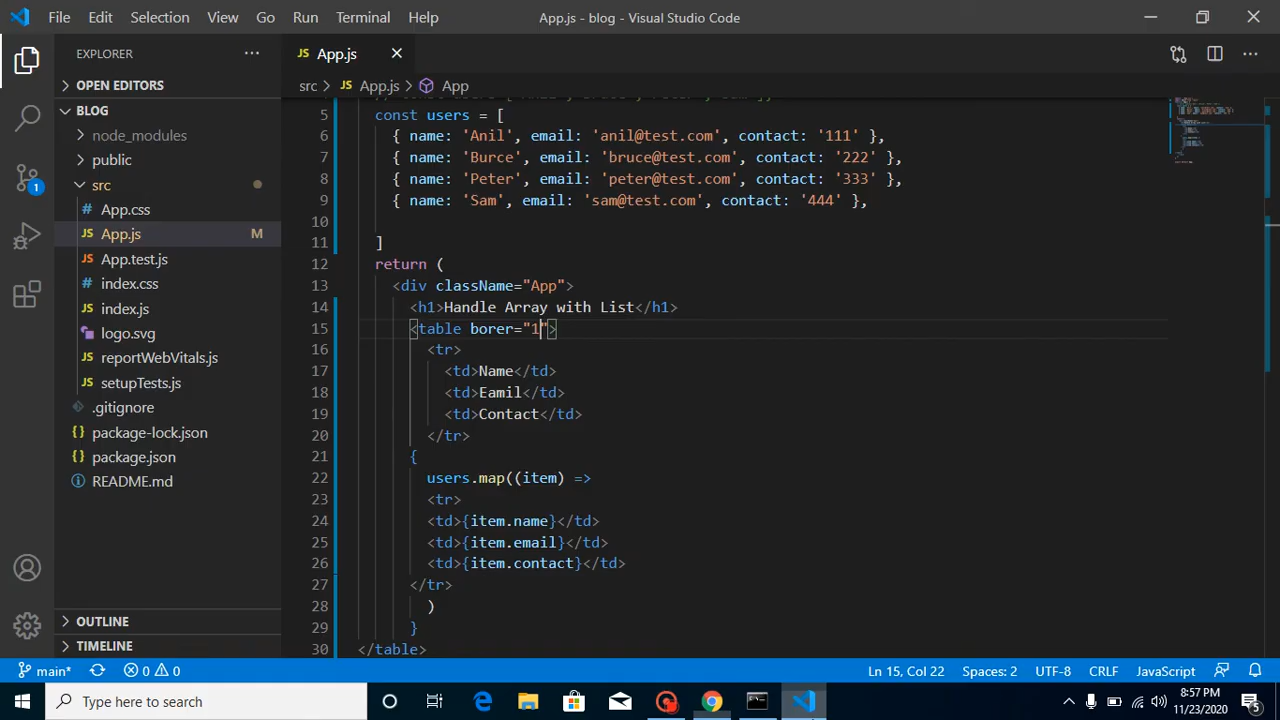 File Edit Selection View Go Run Terminal Help App.js - blog - Visual Studio Code
EXPLORER
OPEN EDITORS
BLOG
node_modules
public
src
App.css
App.js M
App.test.js
index.css
index.js
logo.svg
reportWebVitals.js
setupTests.js
.gitignore
package-lock.json
package.json
README.md
OUTLINE
TIMELINE
1
JS App.js
src > JS App.js > App
5 const users = [
6 { name: 'Anil', email: 'anil@test.com', contact: '111' },
7 { name: 'Burce', email: 'bruce@test.com', contact: '222' },
8 { name: 'Peter', email: 'peter@test.com', contact: '333' },
9 { name: 'Sam', email: 'sam@test.com', contact: '444' },
10
11 ]
12 return (
13 <div className="App">
14 <h1>Handle Array with List</h1>
15 <table borer="1">
16 <tr>
17 <td>Name</td>
18 <td>Eamil</td>
19 <td>Contact</td>
20 </tr>
21 {
22 users.map((item) =>
23 <tr>
24 <td>{item.name}</td>
25 <td>{item.email}</td>
26 <td>{item.contact}</td>
27 </tr>
28 )
29 }
30 </table>
main* 0 0 Ln 15, Col 22 Spaces: 2 UTF-8 CRLF JavaScript
Type here to search
8:57 PM
11/23/2020
5